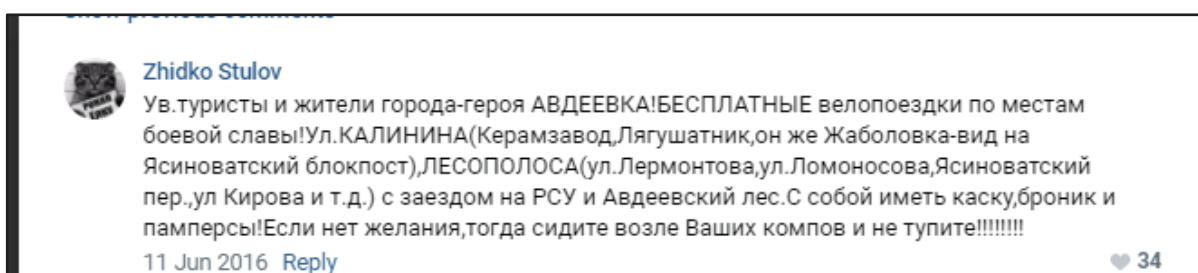 Zhidko Stulov
Ув.туристы и жители города-героя АВДЕЕВКА!БЕСПЛАТНЫЕ велопоездки по местам
боевой славы!Ул.КАЛИНИНА(Керамзавод,Лягушатник,он же Жаболовка-вид на
Ясиноватский блокпост),ЛЕСОПОЛОСА(ул.Лермонтова,ул.Ломоносова,Ясиноватский
пер.,ул Кирова и т.д.) с заездом на РСУ и Авдеевский лес.С собой иметь каску,броник и
памперсы!Если нет желания,тогда сидите возле Ваших компов и не тупите!!!!!!!!
11 Jun 2016 Reply 34